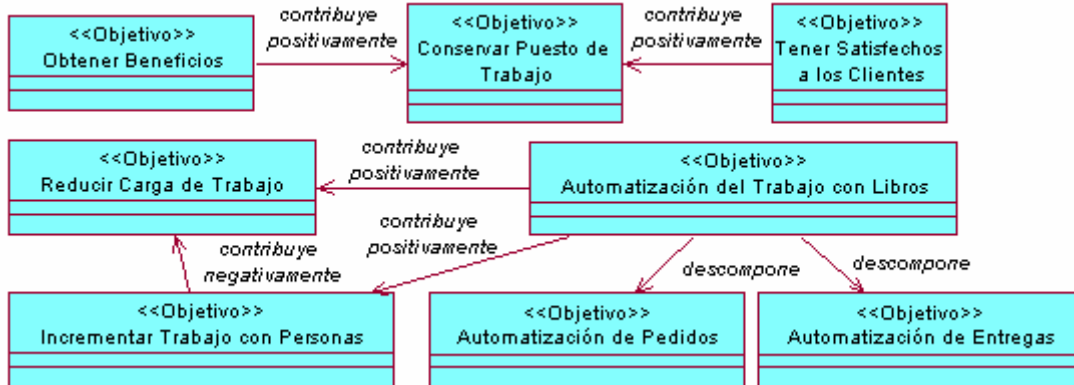 <<Objetivo>>
Obtener Beneficios
contribuye
positivamente
<<Objetivo>>
Conservar Puesto de
Trabajo
contribuye
positivamente
<<Objetivo>>
Tener Satisfechos
a los Clientes
<<Objetivo>>
Reducir Carga de Trabajo
contribuye
positivamente
<<Objetivo>>
Automatización del Trabajo con Libros
contribuye
negativamente
contribuye
positivamente
descompone
descompone
<<Objetivo>>
Incrementar Trabajo con Personas
<<Objetivo>>
Automatización de Pedidos
<<Objetivo>>
Automatización de Entregas